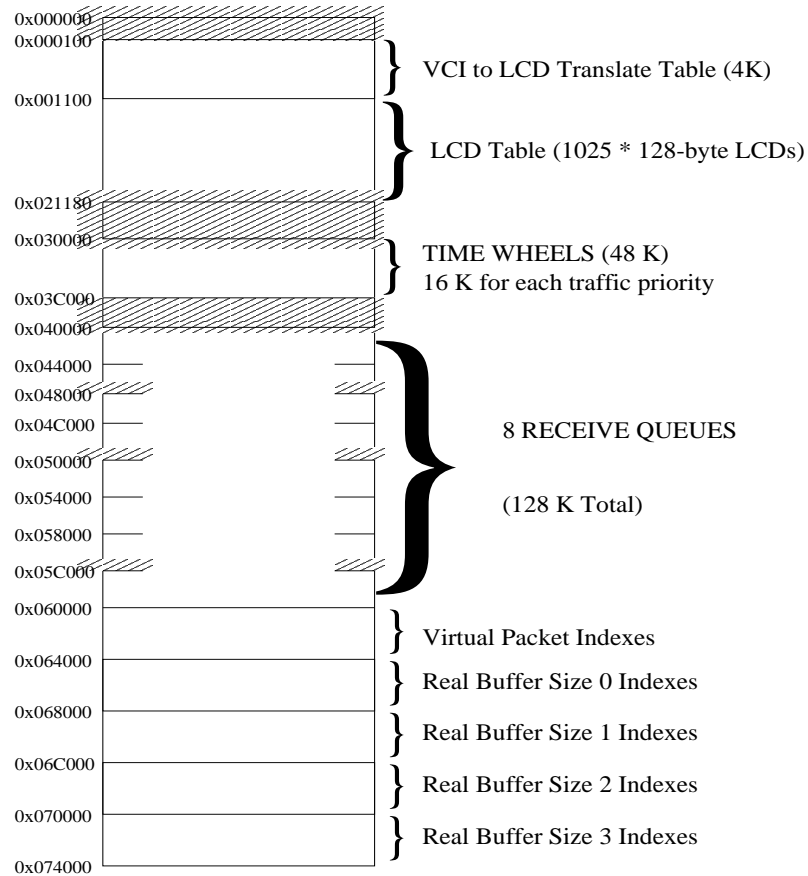 0x000000
0x000100
VCI to LCD Translate Table (4K)
0x001100
LCD Table (1025 * 128-byte LCDs)
0x021180
0x030000
TIME WHEELS (48 K)
16 K for each traffic priority
0x03C000
0x040000
0x044000
0x048000
0x04C000
8 RECEIVE QUEUES
0x050000
0x054000
(128 K Total)
0x058000
0x05C000
0x060000
Virtual Packet Indexes
0x064000
Real Buffer Size 0 Indexes
0x068000
Real Buffer Size 1 Indexes
0x06C000
Real Buffer Size 2 Indexes
0x070000
Real Buffer Size 3 Indexes
0x074000